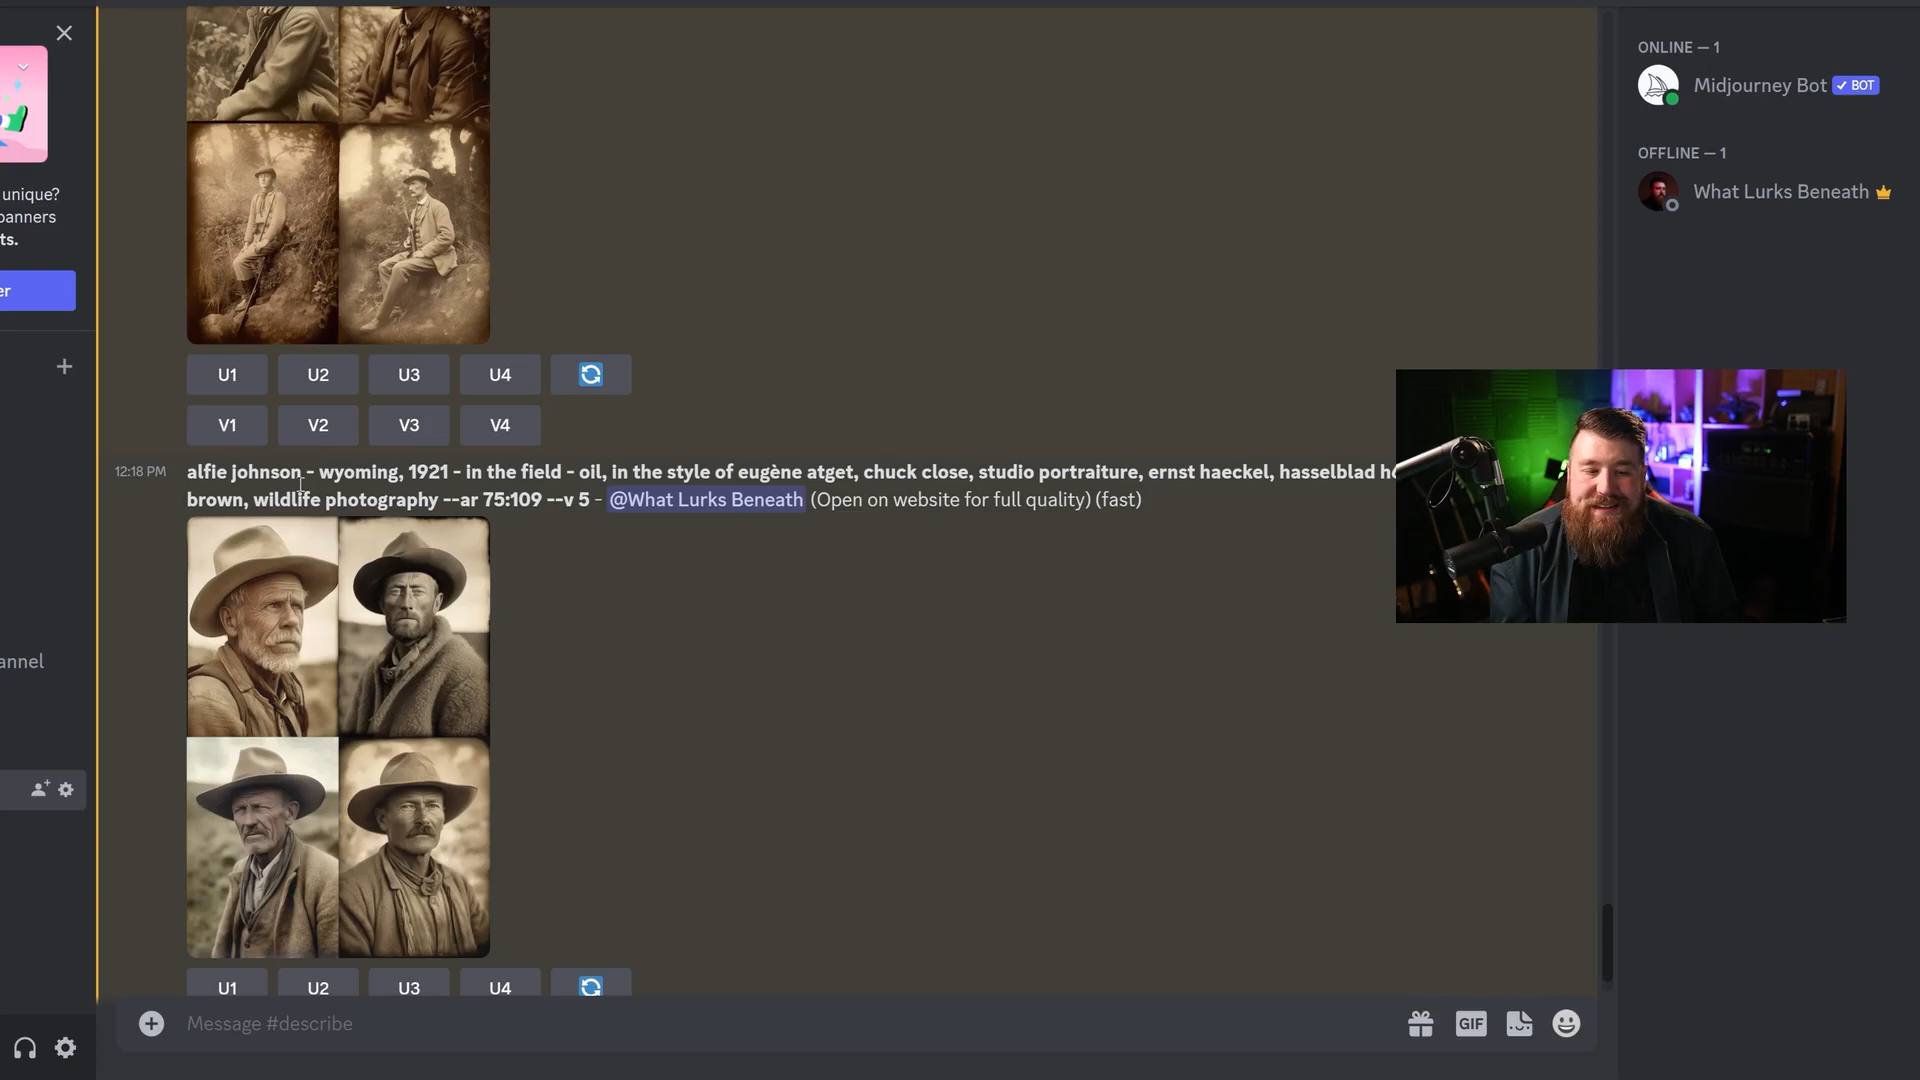 unique?
banners
ts.
er
annel
U1 U2 U3 U4
V1 V2 V3 V4
12:18 PM alfie johnson - wyoming, 1921 - in the field - oil, in the style of eugène atget, chuck close, studio portraiture, ernst haeckel, hasselblad
brown, wildlife photography --ar 75:109 --v 5 - @What Lurks Beneath (Open on website for full quality) (fast)
U1 U2 U3 U4
Message #describe
GIF
ONLINE — 1
Midjourney Bot ✓ BOT
OFFLINE — 1
What Lurks Beneath